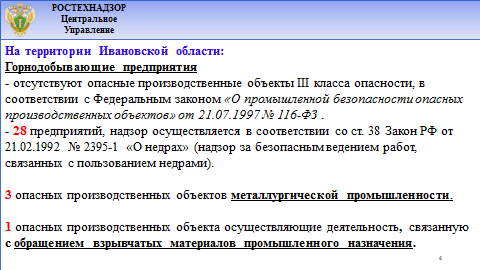 РОСТЕХНАДЗОР
Центральное
Управление
На территории Ивановской области:
Горнодобывающие предприятия
- отсутствуют опасные производственные объекты III класса опасности, в
соответствии с Федеральным законом «О промышленной безопасности опасных
производственных объектов» от 21.07.1997 № 116-ФЗ .
- 28 предприятий, надзор осуществляется в соответствии со ст. 38 Закон РФ от
21.02.1992 № 2395-1 «О недрах» (надзор за безопасным ведением работ,
связанных с пользованием недрами).
3 опасных производственных объектов металлургической промышленности.
1 опасных производственных объекта осуществляющие деятельность, связанную
с обращением взрывчатых материалов промышленного назначения.